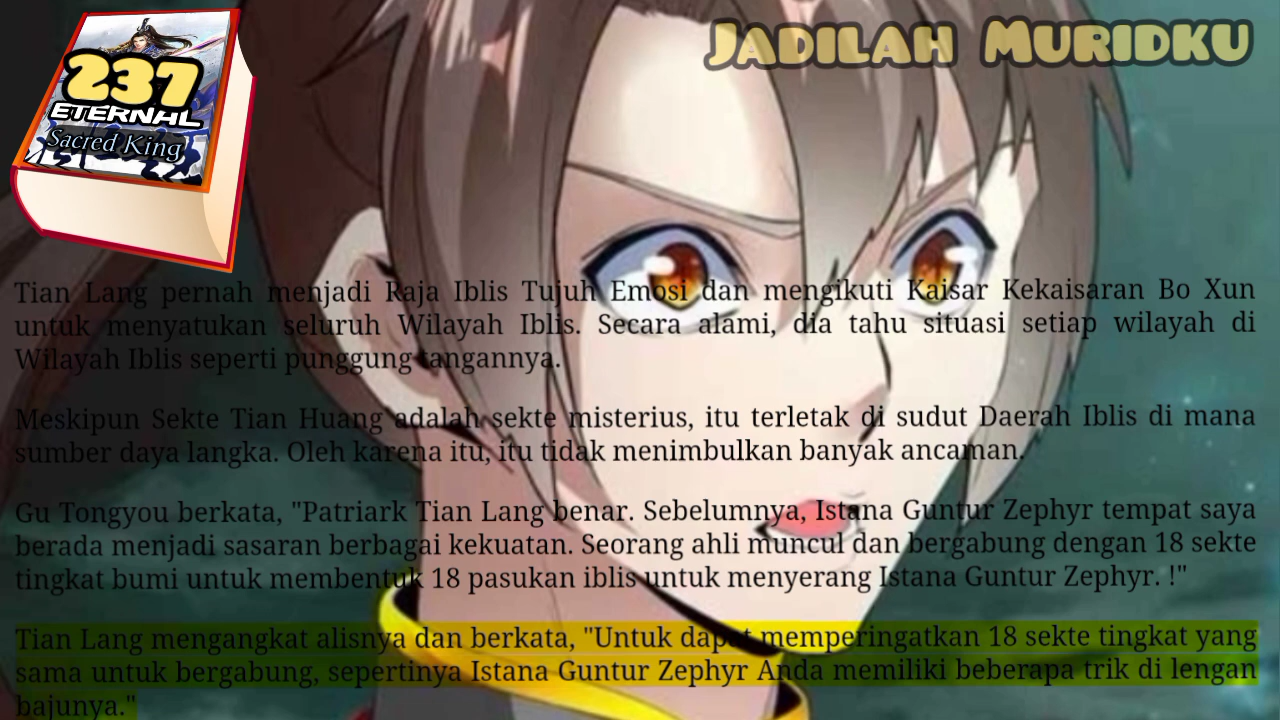 Jadilah Muridku
237
ETERNAL
Sacred King
Tian Lang pernah menjadi Raja Iblis Tujuh Emosi dan mengikuti Kaisar Kekaisaran Bo Xun
untuk menyatukan seluruh Wilayah Iblis. Secara alami, dia tahu situasi setiap wilayah di
Wilayah Iblis seperti punggung tangannya.
Meskipun Sekte Tian Huang adalah sekte misterius, itu terletak di sudut Daerah Iblis di mana
sumber daya langka. Oleh karena itu, itu tidak menimbulkan banyak ancaman.
Gu Tongyou berkata, "Patriark Tian Lang benar. Sebelumnya, Istana Guntur Zephyr tempat saya
berada menjadi sasaran berbagai kekuatan. Seorang ahli muncul dan bergabung dengan 18 sekte
tingkat bumi untuk membentuk 18 pasukan iblis untuk menyerang Istana Guntur Zephyr. !"
Tian Lang mengangkat alisnya dan berkata, "Untuk dapat memperingatkan 18 sekte tingkat yang
sama untuk bergabung, sepertinya Istana Guntur Zephyr Anda memiliki beberapa trik di lengan
bajunya."